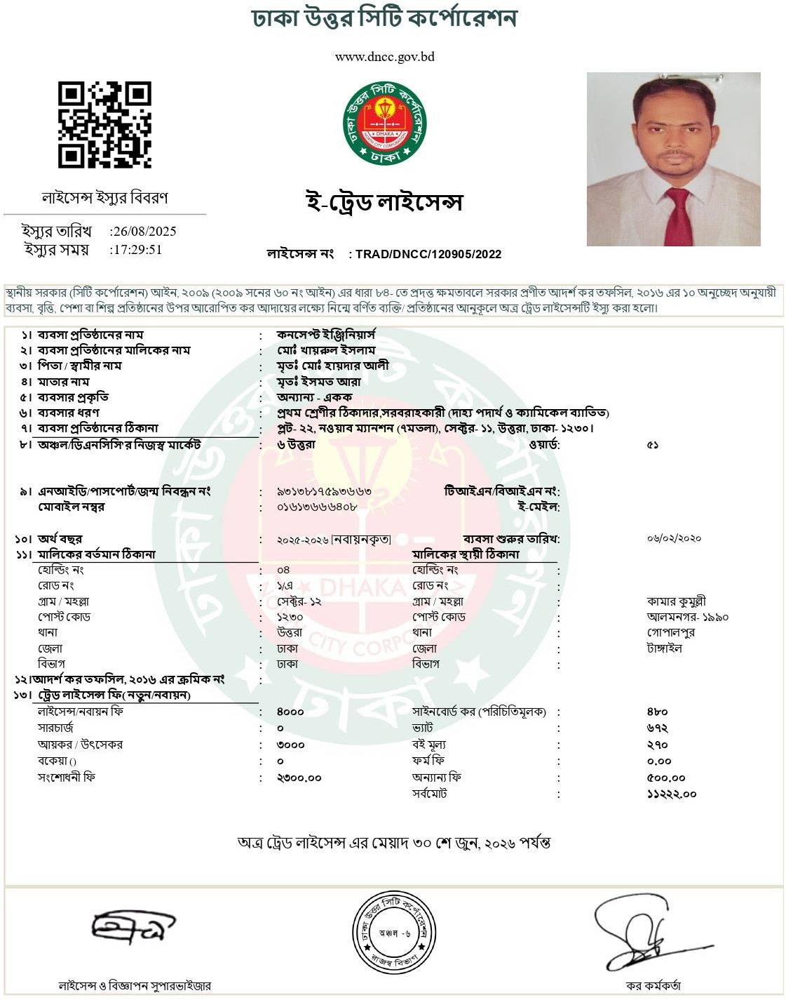 ঢাকা উত্তর সিটি কর্পোরেশন
www.dncc.gov.bd
ঢাকা উত্তর সিটি কর্পোরেশন
DHAKA
NORTH CITY CORPORATION
ঢাকা
লাইসেন্স ইস্যুর বিবরণ
ই-ট্রেড লাইসেন্স
ইস্যুর তারিখ :26/08/2025
ইস্যুর সময় :17:29:51
লাইসেন্স নং : TRAD/DNCC/120905/2022
স্থানীয় সরকার (সিটি কর্পোরেশন) আইন, ২০০৯ (২০০৯ সনের ৬০ নং আইন) এর ধারা ৮৪- তে প্রদত্ত ক্ষমতাবলে সরকার প্রণীত আদর্শ কর তফসিল, ২০১৬ এর ১০ অনুচ্ছেদ অনুযায়ী
ব্যবসা, বৃত্তি, পেশা বা শিল্প প্রতিষ্ঠানের উপর আরোপিত কর আদায়ের লক্ষ্যে নিম্নে বর্ণিত ব্যক্তি/ প্রতিষ্ঠানের আনুকূলে অত্র ট্রেড লাইসেন্সটি ইস্যু করা হলো।
১। ব্যবসা প্রতিষ্ঠানের নাম : কনসেপ্ট ইঞ্জিনিয়ার্স
২। ব্যবসা প্রতিষ্ঠানের মালিকের নাম : মোঃ খায়রুল ইসলাম
৩। পিতা / স্বামীর নাম : মৃতঃ মোঃ হায়দার আলী
৪। মাতার নাম : মৃতঃ ইসমত আরা
৫। ব্যবসার প্রকৃতি : অন্যান্য - একক
৬। ব্যবসার ধরণ : প্রথম শ্রেণীর ঠিকাদার,সরবরাহকারী (দাহ্য পদার্থ ও ক্যামিকেল ব্যাতিত)
৭। ব্যবসা প্রতিষ্ঠানের ঠিকানা : প্লট- ২২, নওয়াব ম্যানশন (৭মতলা), সেক্টর- ১১, উত্তরা, ঢাকা- ১২৩০।
৮। অঞ্চল/ডিএনসিসি'র নিজস্ব মার্কেট : ৬ উত্তরা ওয়ার্ড: ৫১
৯। এনআইডি/পাসপোর্ট/জন্ম নিবন্ধন নং : ৯৩১৩৮১৭৫৯৩৬৬৩ টিআইএন/বিআইএন নং:
মোবাইল নম্বর : ০১৬১৩৬৬৬৪০৮ ই-মেইল:
১০। অর্থ বছর : ২০২৫-২০২৬ [নবায়নকৃত] ব্যবসা শুরুর তারিখ: ০৬/০২/২০২০
১১। মালিকের বর্তমান ঠিকানা মালিকের স্থায়ী ঠিকানা
হোল্ডিং নং : ০৪ হোল্ডিং নং :
রোড নং : ১/এ রোড নং :
গ্রাম / মহল্লা : সেক্টর- ১২ গ্রাম / মহল্লা : কামার কুমুল্লী
পোস্ট কোড : ১২৩০ পোস্ট কোড : আলমনগর- ১৯৯০
থানা : উত্তরা থানা : গোপালপুর
জেলা : ঢাকা জেলা : টাঙ্গাইল
বিভাগ : ঢাকা বিভাগ :
১২।আদর্শ কর তফসিল, ২০১৬ এর ক্রমিক নং :
১৩। ট্রেড লাইসেন্স ফি( নতুন/নবায়ন)
লাইসেন্স/নবায়ন ফি : ৪০০০ সাইনবোর্ড কর (পরিচিতিমূলক) : ৪৮০
সারচার্জ : ০ ভ্যাট : ৬৭২
আয়কর / উৎসেকর : ৩০০০ বই মূল্য : ২৭০
বকেয়া () : ০ ফর্ম ফি : ০.০০
সংশোধনী ফি : ২৩০০.০০ অন্যান্য ফি : ৫০০.০০
সর্বমোট : ১১২২২.০০
অত্র ট্রেড লাইসেন্স এর মেয়াদ ৩০ শে জুন, ২০২৬ পর্যন্ত
ঢাকা উত্তর সিটি কর্পোরেশন
অঞ্চল -৬
রাজস্ব বিভাগ
লাইসেন্স ও বিজ্ঞাপন সুপারভাইজার
কর কর্মকর্তা